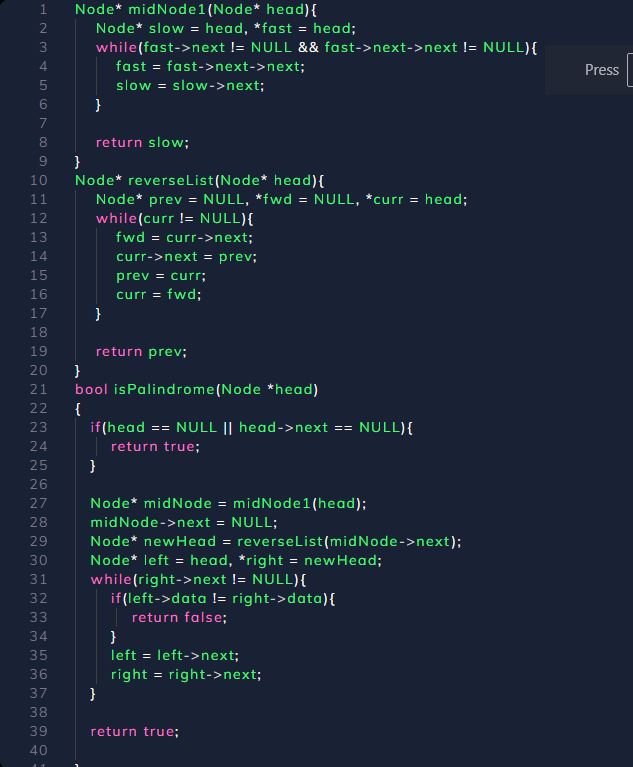 1 Node* midNode1(Node* head){
2 Node* slow = head, *fast = head;
3 while(fast->next != NULL && fast->next->next != NULL){
4 fast = fast->next->next;
Press
5 slow = slow->next;
6 }
7
8 return slow;
9 }
10 Node* reverseList(Node* head){
11 Node* prev = NULL, *fwd = NULL, *curr = head;
12 while(curr != NULL){
13 fwd = curr->next;
14 curr->next = prev;
15 prev = curr;
16 curr = fwd;
17 }
18
19 return prev;
20 }
21 bool isPalindrome(Node *head)
22 {
23 if(head == NULL || head->next == NULL){
24 return true;
25 }
26
27 Node* midNode = midNode1(head);
28 midNode->next = NULL;
29 Node* newHead = reverseList(midNode->next);
30 Node* left = head, *right = newHead;
31 while(right->next != NULL){
32 if(left->data != right->data){
33 return false;
34 }
35 left = left->next;
36 right = right->next;
37 }
38
39 return true;
40